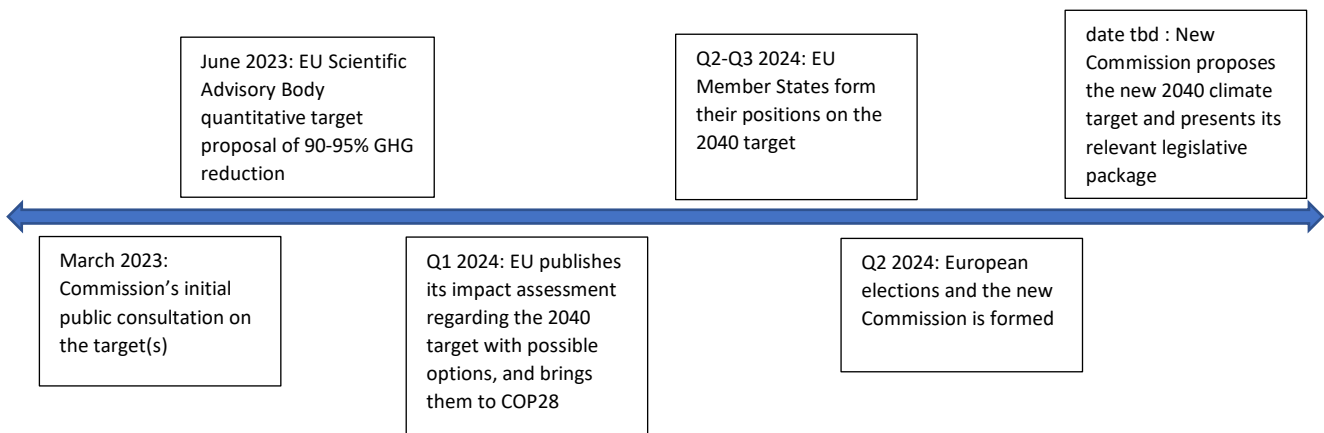 June 2023: EU Scientific
Advisory Body
quantitative target
proposal of 90-95% GHG
reduction
Q2-Q3 2024: EU
Member States form
their positions on the
2040 target
date tbd : New
Commission proposes
the new 2040 climate
target and presents its
relevant legislative
package
March 2023:
Commission’s initial
public consultation on
the target(s)
Q1 2024: EU publishes
its impact assessment
regarding the 2040
target with possible
options, and brings
them to COP28
Q2 2024: European
elections and the new
Commission is formed